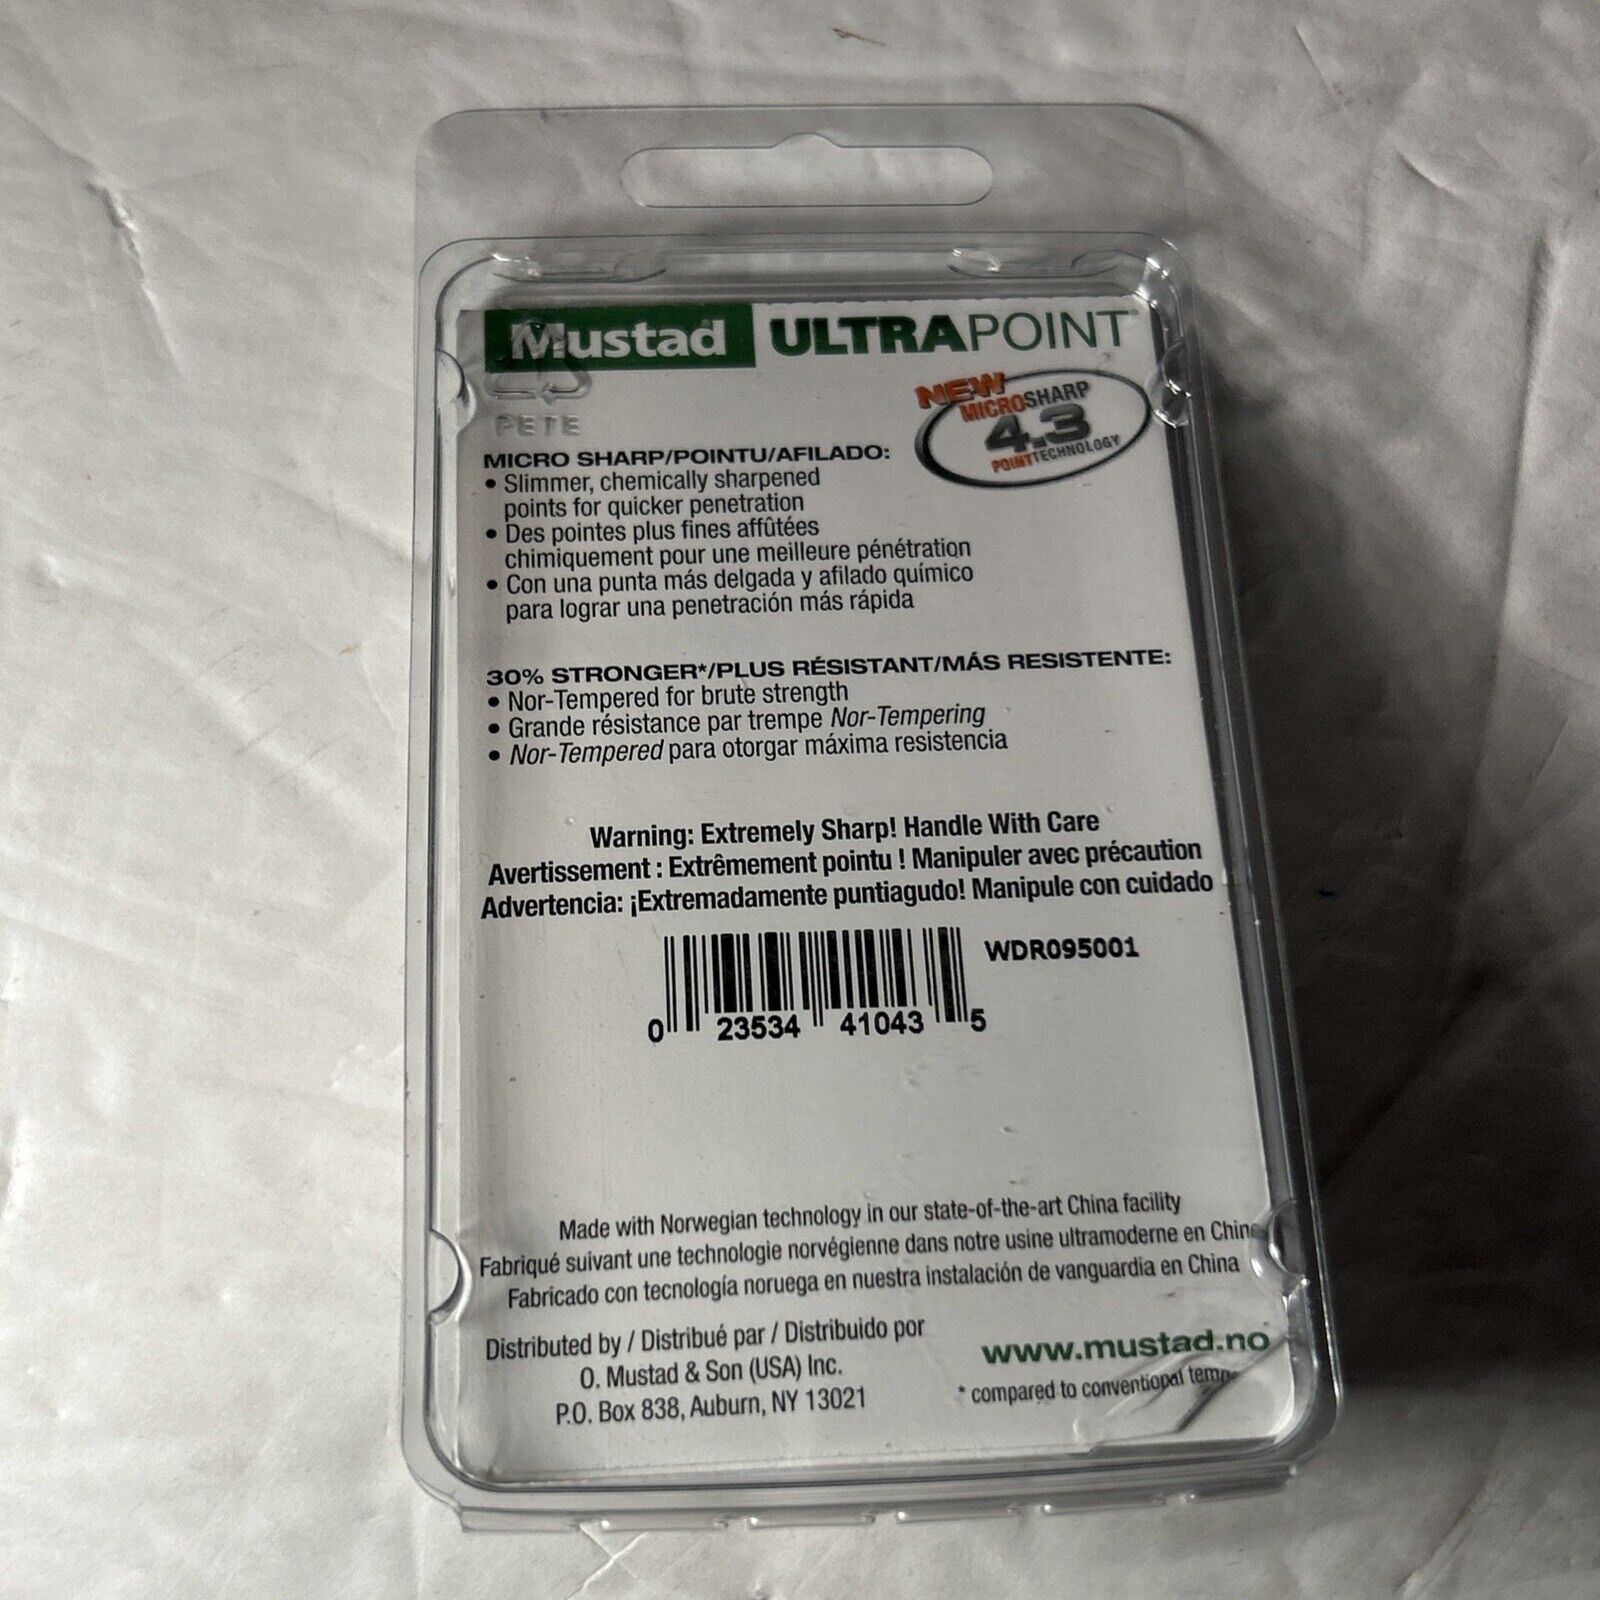 Mustad ULTRAPOINT®
PETE
NEW
MICROSHARP
4.3
POINTTECHNOLOGY
MICRO SHARP/POINTU/AFILADO:
• Slimmer, chemically sharpened
points for quicker penetration
• Des pointes plus fines affûtées
chimiquement pour une meilleure pénétration
• Con una punta más delgada y afilado químico
para lograr una penetración más rápida
30% STRONGER*/PLUS RÉSISTANT/MÁS RESISTENTE:
• Nor-Tempered for brute strength
• Grande résistance par trempe Nor-Tempering
• Nor-Tempered para otorgar máxima resistencia
Warning: Extremely Sharp! Handle With Care
Avertissement : Extrêmement pointu ! Manipuler avec précaution
Advertencia: ¡Extremadamente puntiagudo! Manipule con cuidado
WDR095001
0 23534 41043 5
Made with Norwegian technology in our state-of-the-art China facility
Fabriqué suivant une technologie norvégienne dans notre usine ultramoderne en Chine
Fabricado con tecnología noruega en nuestra instalación de vanguardia en China
Distributed by / Distribué par / Distribuido por
O. Mustad & Son (USA) Inc.
P.O. Box 838, Auburn, NY 13021
www.mustad.no
* compared to conventional